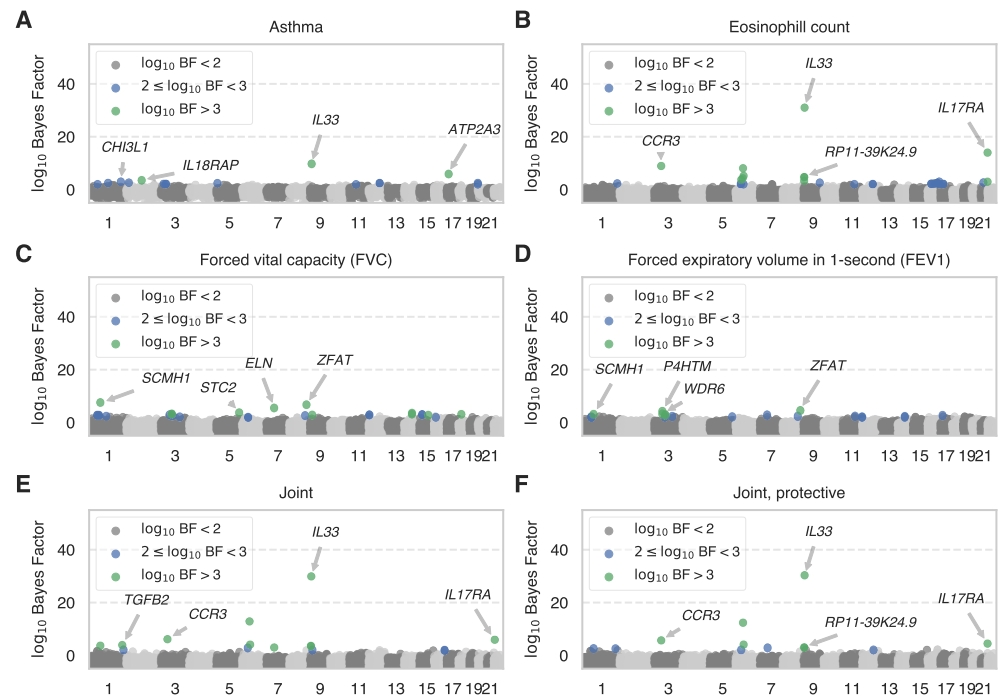 A
Asthma
log10 BF < 2
2 ≤ log10 BF < 3
log10 BF > 3
log10 Bayes Factor
40
20
0
CHI3L1
IL18RAP
IL33
ATP2A3
1 3 5 7 9 11 13 15 17 19 21
B
Eosinophill count
log10 BF < 2
2 ≤ log10 BF < 3
log10 BF > 3
log10 Bayes Factor
40
20
0
IL33
IL17RA
CCR3
RP11-39K24.9
1 3 5 7 9 11 13 15 17 19 21
C
Forced vital capacity (FVC)
log10 BF < 2
2 ≤ log10 BF < 3
log10 BF > 3
log10 Bayes Factor
40
20
0
SCMH1
STC2
ELN
ZFAT
1 3 5 7 9 11 13 15 17 19 21
D
Forced expiratory volume in 1-second (FEV1)
log10 BF < 2
2 ≤ log10 BF < 3
log10 BF > 3
log10 Bayes Factor
40
20
0
SCMH1
P4HTM
WDR6
ZFAT
1 3 5 7 9 11 13 15 17 19 21
E
Joint
log10 BF < 2
2 ≤ log10 BF < 3
log10 BF > 3
log10 Bayes Factor
40
20
0
IL33
TGFB2
CCR3
IL17RA
1 3 5 7 9 11 13 15 17 19 21
F
Joint, protective
log10 BF < 2
2 ≤ log10 BF < 3
log10 BF > 3
log10 Bayes Factor
40
20
0
IL33
CCR3
RP11-39K24.9
IL17RA
1 3 5 7 9 11 13 15 17 19 21